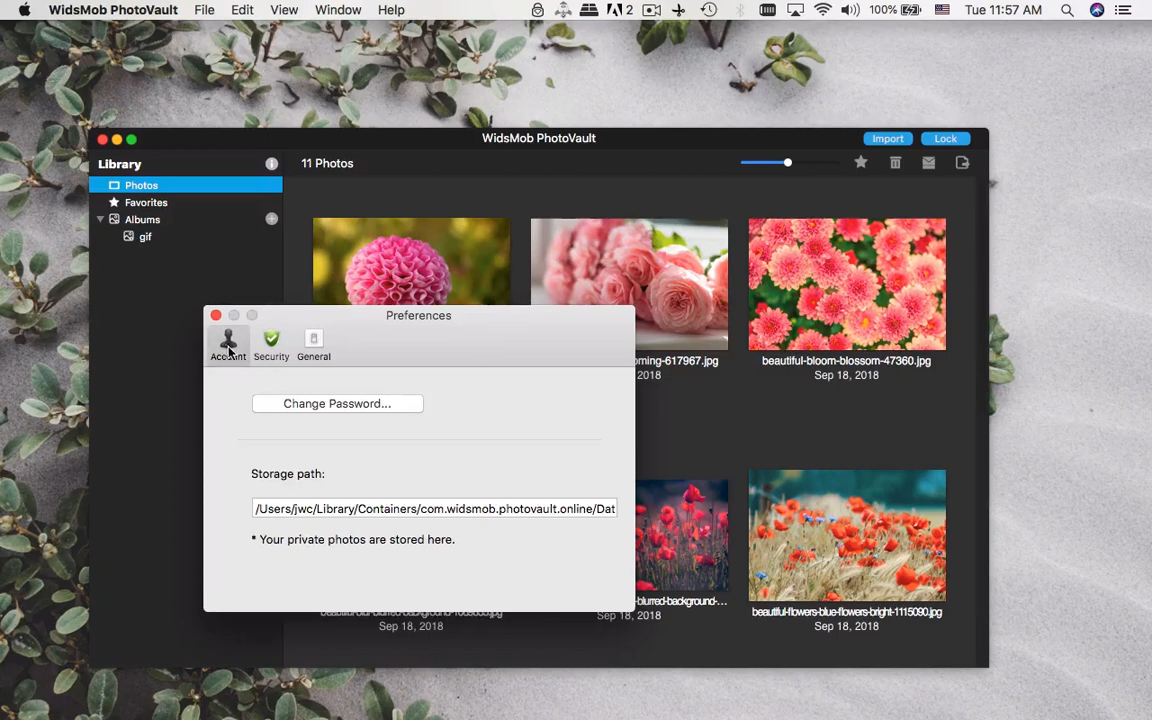 WidsMob PhotoVault File Edit View Window Help 2 100% Tue 11:57 AM
WidsMob PhotoVault
Import
Lock
Library
11 Photos
Photos
Favorites
Albums
gif
oming-617967.jpg
2018
beautiful-bloom-blossom-47360.jpg
Sep 18, 2018
Preferences
Account
Security
General
Change Password...
Storage path:
/Users/jwc/Library/Containers/com.widsmob.photovault.online/Dat
* Your private photos are stored here.
Sep 18, 2018
-blurred-background-...
Sep 18, 2018
beautiful-flowers-blue-flowers-bright-1115090.jpg
Sep 18, 2018